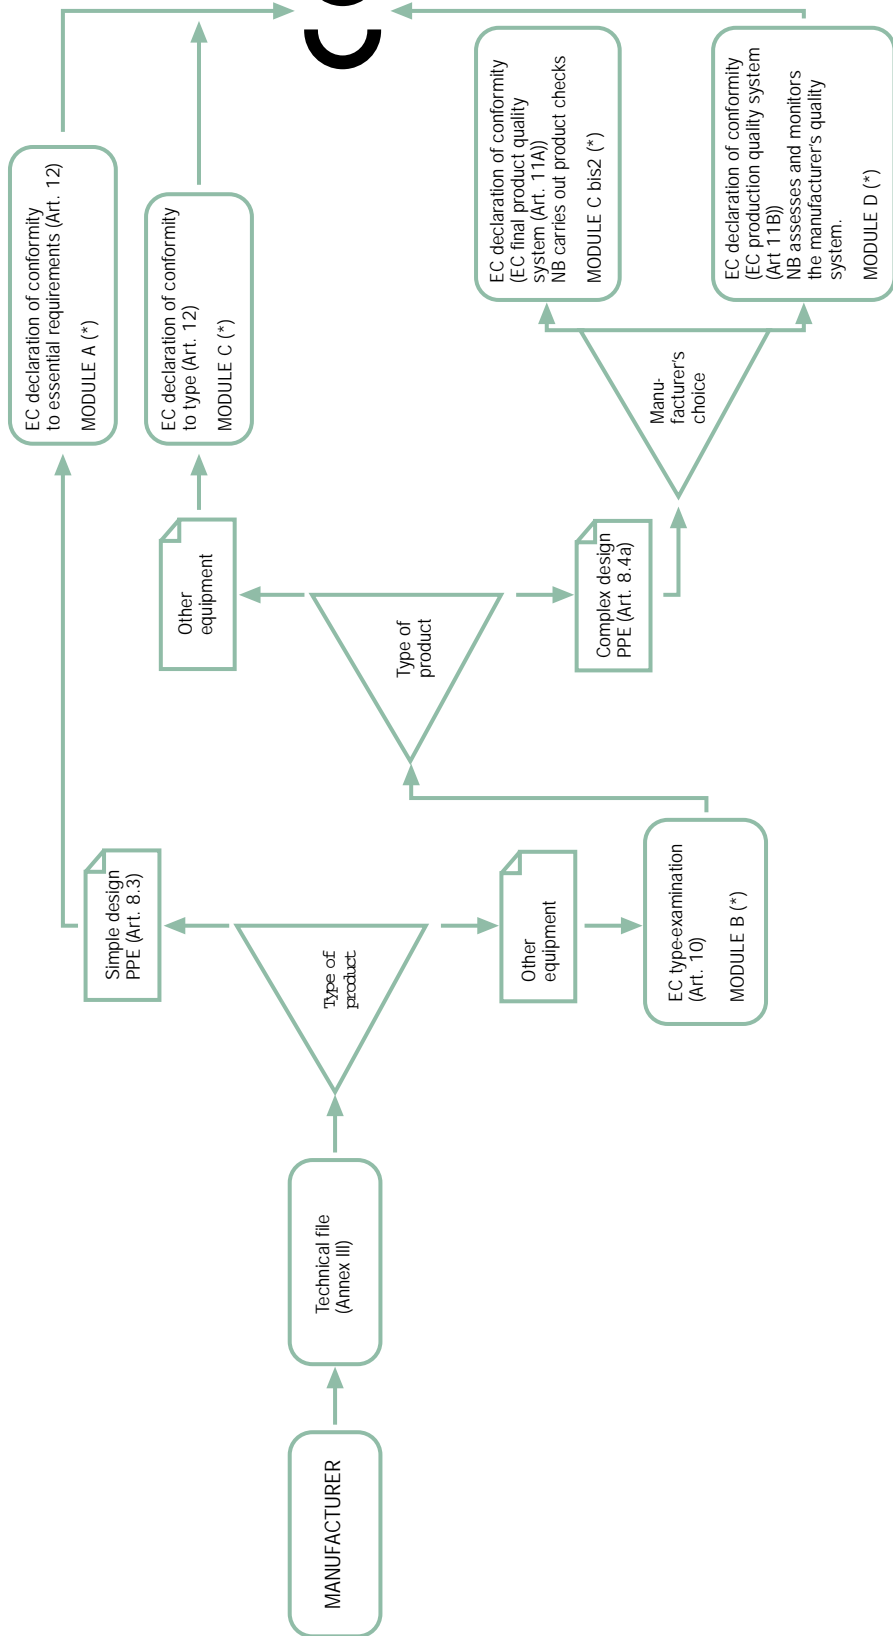 MANUFACTURER
Technical file
(Annex III)
Type of
product
Simple design
PPE (Art. 8.3)
Other
equipment
EC type-examination
(Art. 10)
MODULE B (*)
Type of
product
Other
equipment
Complex design
PPE (Art. 8.4a)
Manu-
facturer's
choice
EC declaration of conformity
to essential requirements (Art. 12)
MODULE A (*)
EC declaration of conformity
to type (Art. 12)
MODULE C (*)
EC declaration of conformity
(EC final product quality
system (Art. 11A))
NB carries out product checks
MODULE C bis2 (*)
EC declaration of conformity
(EC production quality system
(Art 11B))
NB assesses and monitors
the manufacturer's quality
system.
MODULE D (*)